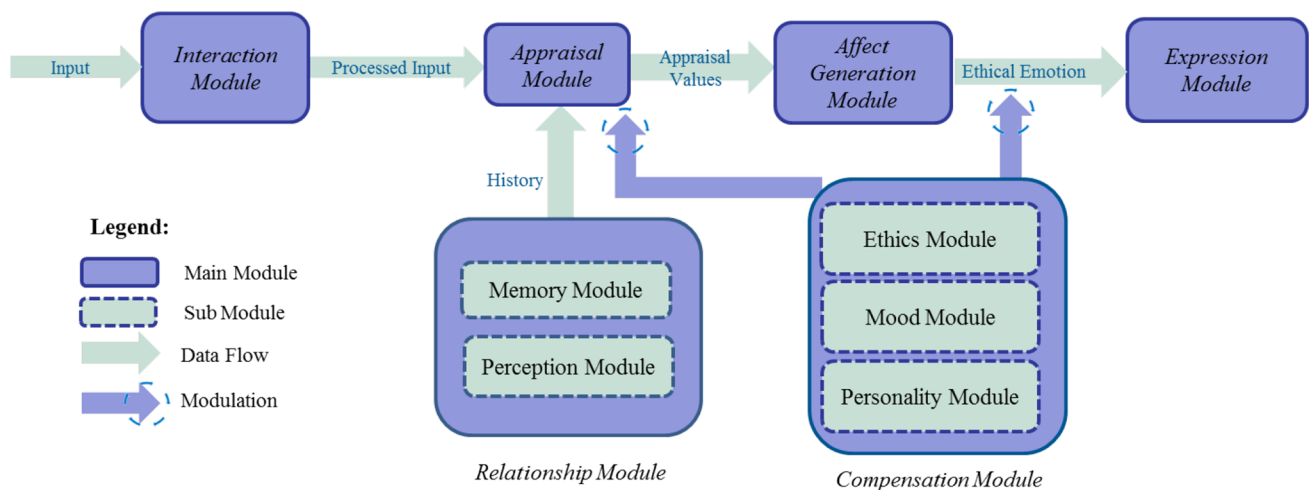 Input
Interaction
Module
Processed Input
Appraisal
Module
Appraisal
Values
Affect
Generation
Module
Ethical Emotion
Expression
Module
History
Legend:
Main Module
Sub Module
Data Flow
Modulation
Memory Module
Perception Module
Relationship Module
Ethics Module
Mood Module
Personality Module
Compensation Module